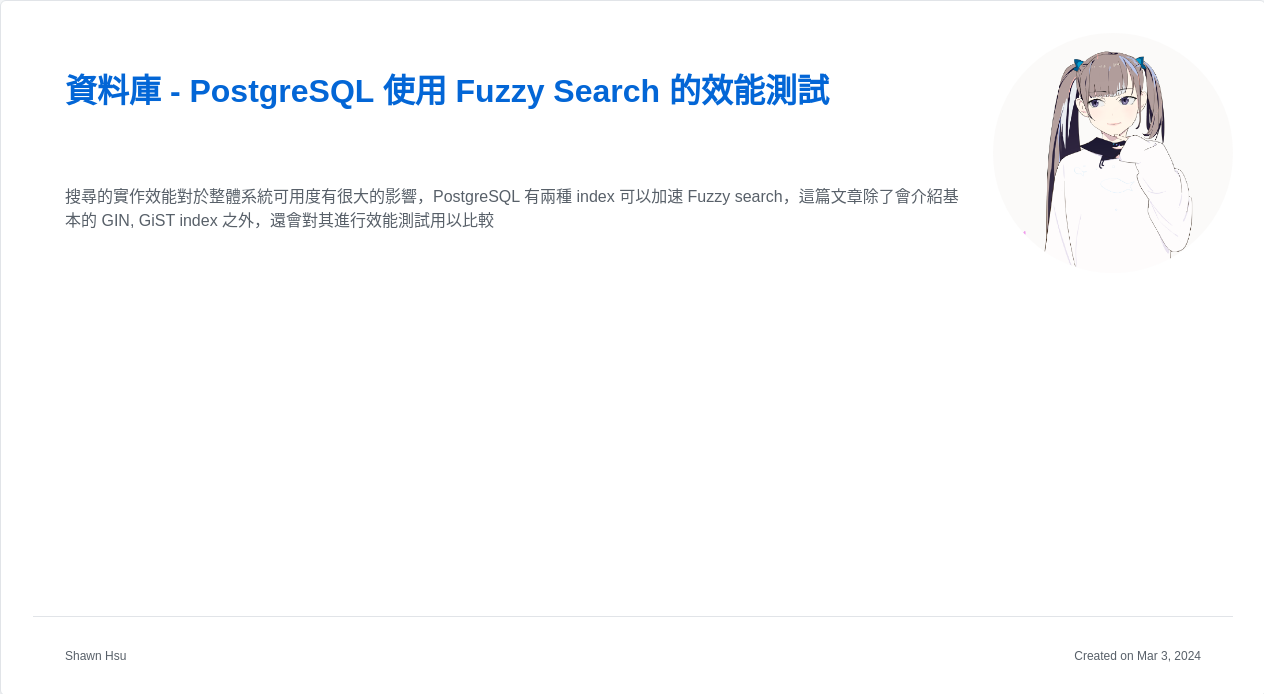 資料庫 - PostgreSQL 使用 Fuzzy Search 的效能測試
搜尋的實作效能對於整體系統可用度有很大的影響，PostgreSQL 有兩種 index 可以加速 Fuzzy search，這篇文章除了會介紹基
本的 GIN, GiST index 之外，還會對其進行效能測試用以比較
Shawn Hsu
Created on Mar 3, 2024